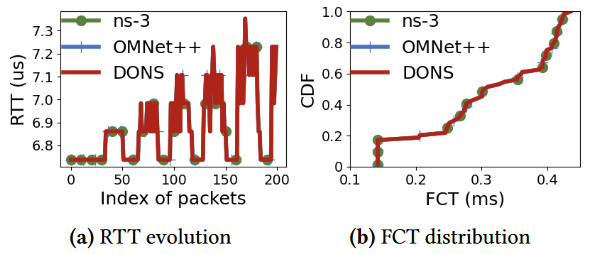 ns-3
OMNet++
DONS
7.3
7.2
7.1
7.0
6.9
6.8
RTT (us)
0
50
100
150
200
Index of packets
(a) RTT evolution
ns-3
OMNet++
DONS
1.0
0.8
0.6
0.4
0.2
0
CDF
0.1
0.2
0.3
0.4
FCT (ms)
(b) FCT distribution